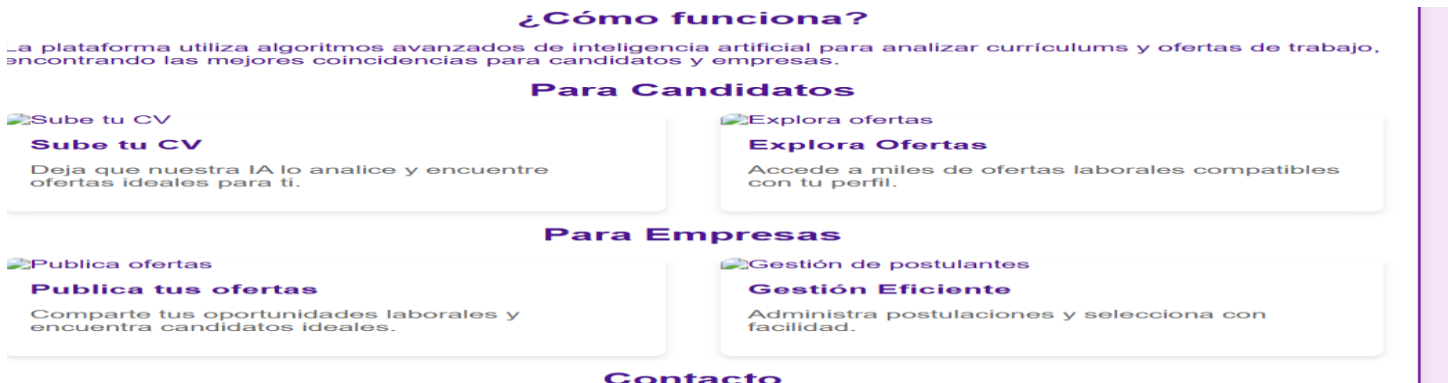 ¿Cómo funciona?
La plataforma utiliza algoritmos avanzados de inteligencia artificial para analizar currículums y ofertas de trabajo,
encontrando las mejores coincidencias para candidatos y empresas.
Para Candidatos
Sube tu CV
Sube tu CV
Deja que nuestra IA lo analice y encuentre
ofertas ideales para ti.
Explora ofertas
Explora Ofertas
Accede a miles de ofertas laborales compatibles
con tu perfil.
Para Empresas
Publica ofertas
Publica tus ofertas
Comparte tus oportunidades laborales y
encuentra candidatos ideales.
Gestión de postulantes
Gestión Eficiente
Administra postulaciones y selecciona con
facilidad.
Contacto